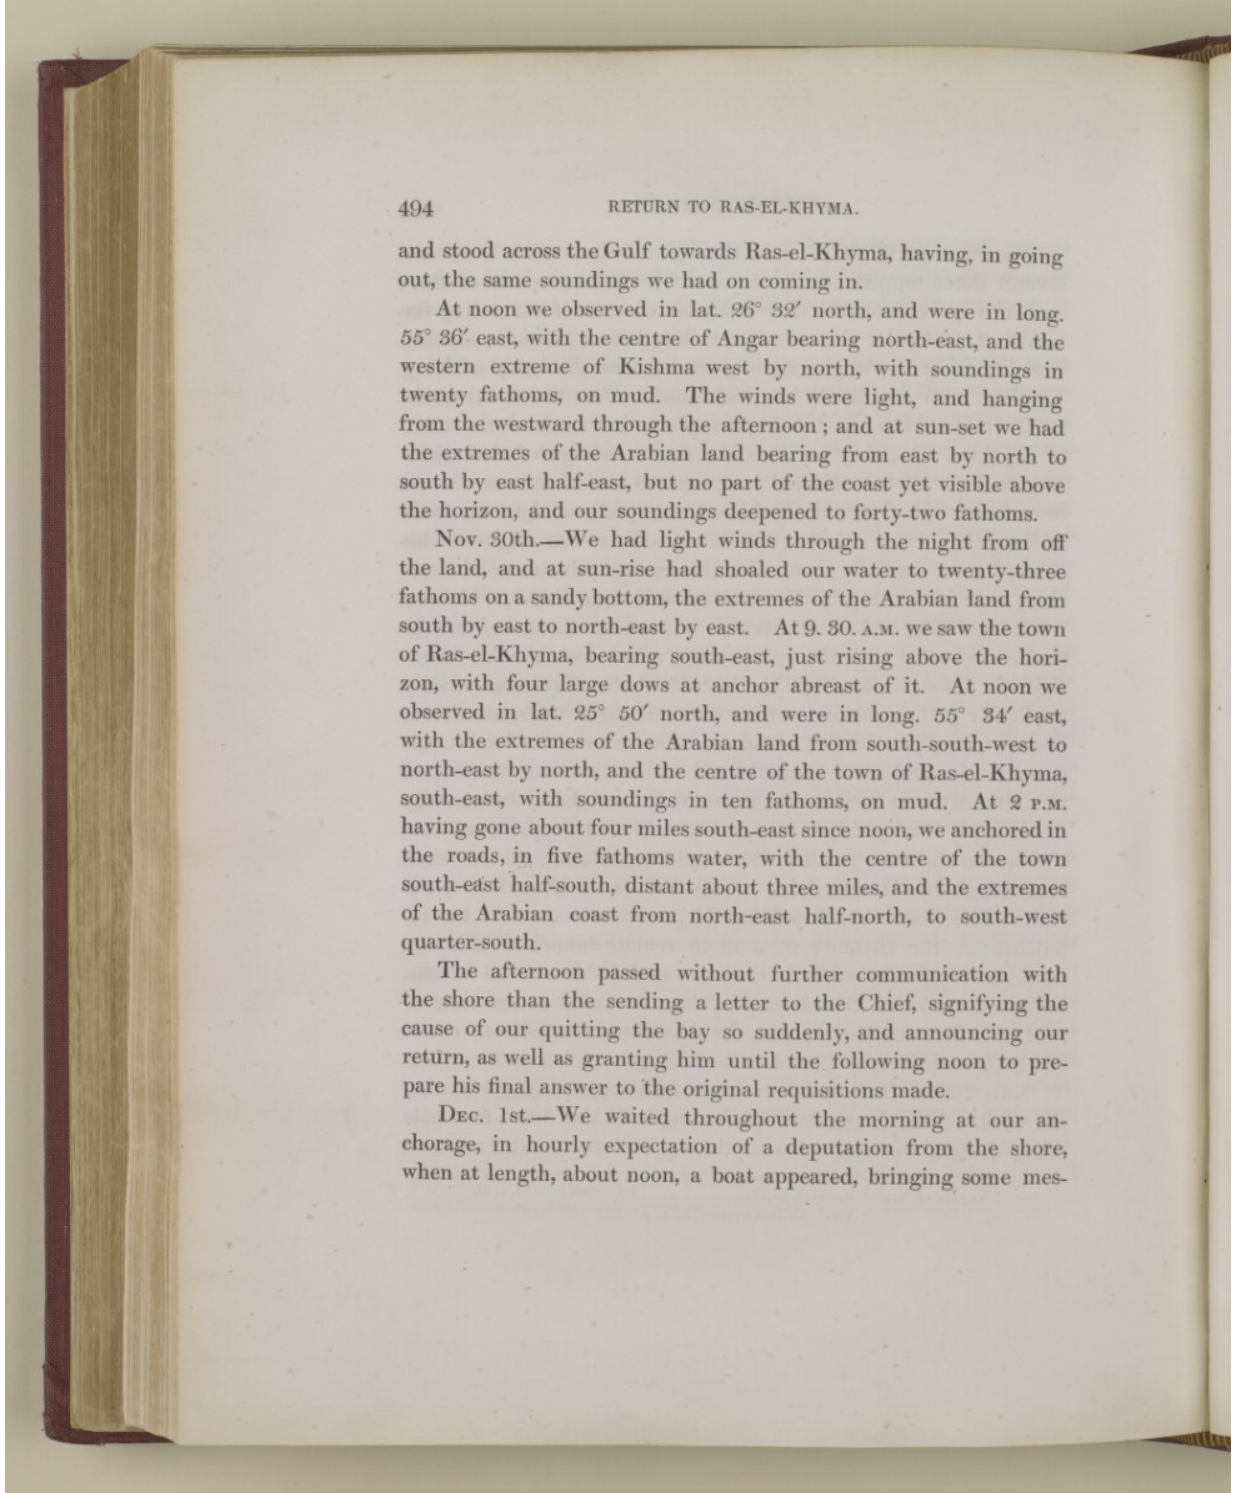 494 RETURN TO RAS-EL-KHYMA.
and stood across the Gulf towards Ras-el-Khyma, having, in going
out, the same soundings we had on coming in.
At noon we observed in lat. 26° 32′ north, and were in long.
55° 36′ east, with the centre of Angar bearing north-east, and the
western extreme of Kishma west by north, with soundings in
twenty fathoms, on mud. The winds were light, and hanging
from the westward through the afternoon ; and at sun-set we had
the extremes of the Arabian land bearing from east by north to
south by east half-east, but no part of the coast yet visible above
the horizon, and our soundings deepened to forty-two fathoms.
Nov. 30th.—We had light winds through the night from off
the land, and at sun-rise had shoaled our water to twenty-three
fathoms on a sandy bottom, the extremes of the Arabian land from
south by east to north-east by east. At 9. 30. A.M. we saw the town
of Ras-el-Khyma, bearing south-east, just rising above the hori-
zon, with four large dows at anchor abreast of it. At noon we
observed in lat. 25° 50′ north, and were in long. 55° 34′ east,
with the extremes of the Arabian land from south-south-west to
north-east by north, and the centre of the town of Ras-el-Khyma,
south-east, with soundings in ten fathoms, on mud. At 2 P.M.
having gone about four miles south-east since noon, we anchored in
the roads, in five fathoms water, with the centre of the town
south-east half-south, distant about three miles, and the extremes
of the Arabian coast from north-east half-north, to south-west
quarter-south.
The afternoon passed without further communication with
the shore than the sending a letter to the Chief, signifying the
cause of our quitting the bay so suddenly, and announcing our
return, as well as granting him until the following noon to pre-
pare his final answer to the original requisitions made.
DEC. 1st.—We waited throughout the morning at our an-
chorage, in hourly expectation of a deputation from the shore,
when at length, about noon, a boat appeared, bringing some mes-